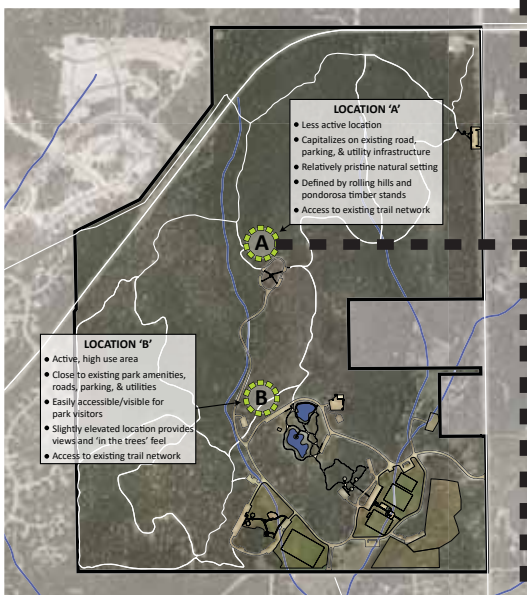 LOCATION 'A'
• Less active location
• Capitalizes on existing road,
parking, & utility infrastructure
• Relatively pristine natural setting
• Defined by rolling hills and
pondorosa timber stands
• Access to existing trail network
A
LOCATION 'B'
• Active, high use area
• Close to existing park amenities,
roads, parking, & utilities
• Easily accessible/visible for
park visitors
• Slightly elevated location provides
views and 'in the trees' feel
• Access to existing trail network
B